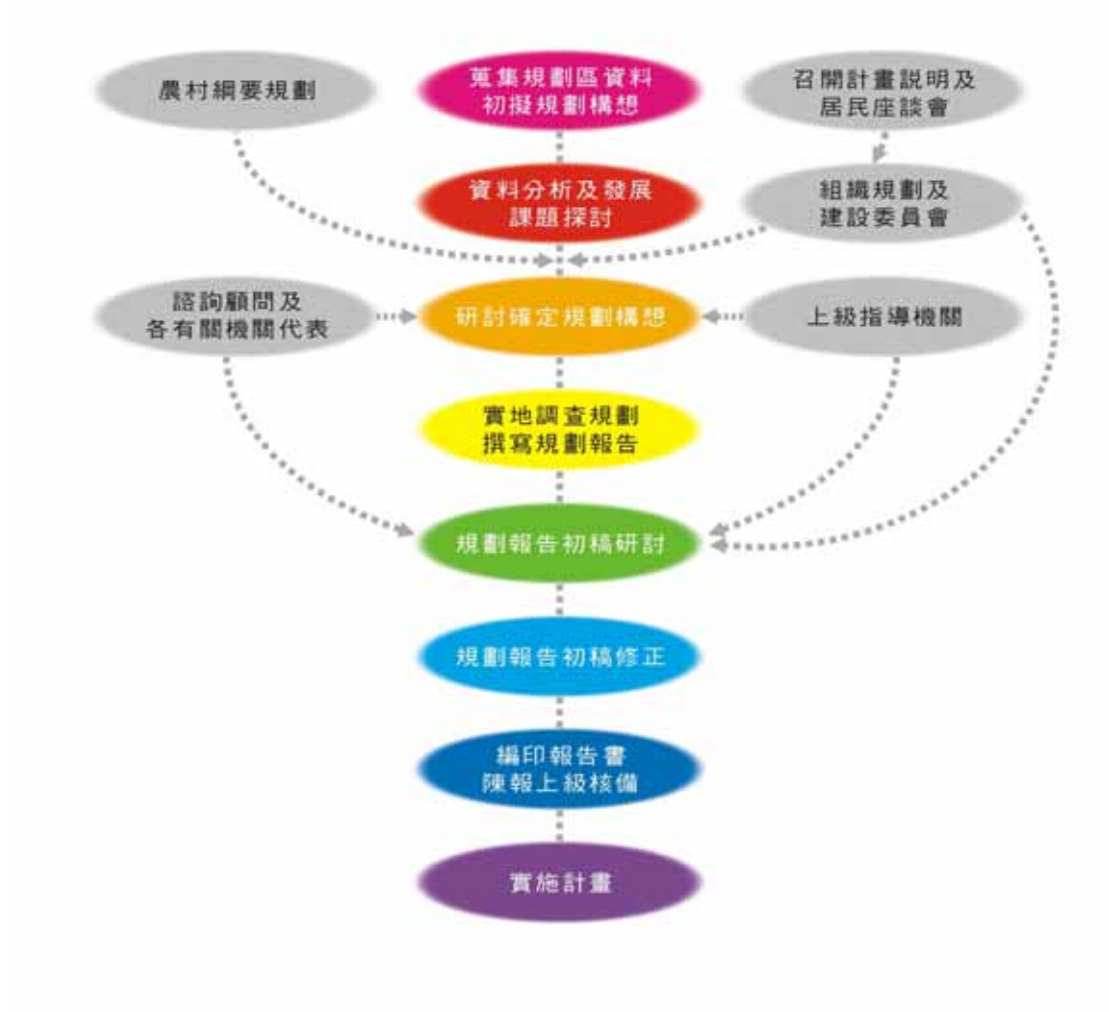 農村綱要規劃
蒐集規劃區資料
初擬規劃構想
召開計畫說明及
居民座談會
資料分析及發展
課題探討
組織規劃及
建設委員會
諮詢顧問及
各有關機關代表
研討確定規劃構想
上級指導機關
實地調查規劃
撰寫規劃報告
規劃報告初稿研討
規劃報告初稿修正
編印報告書
陳報上級核備
實施計畫